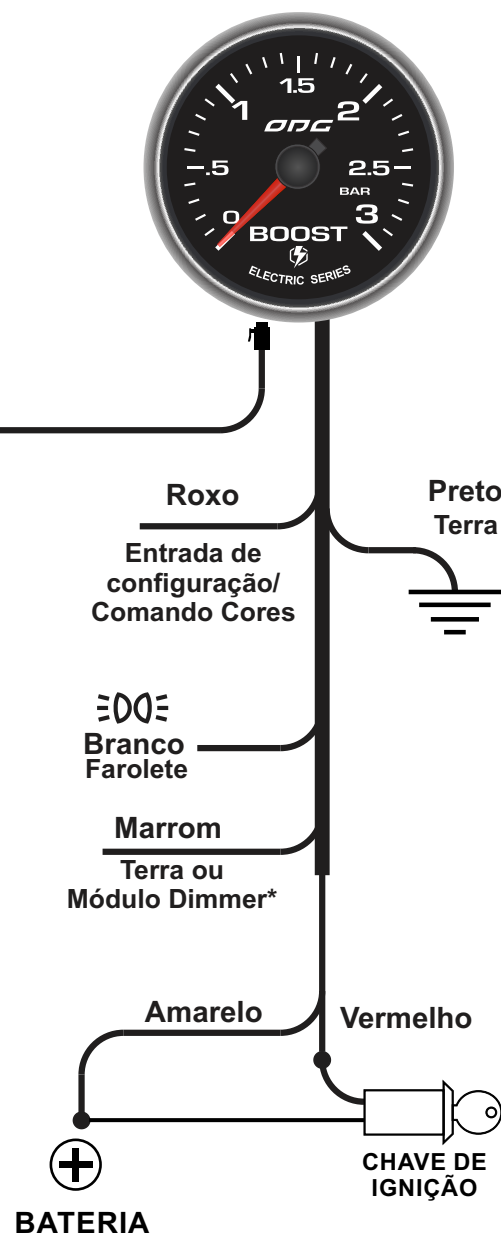 1.5
1
2
ODG
.5
2.5
BAR
0
3
BOOST
ELECTRIC SERIES
Roxo
Entrada de
configuração/
Comando Cores
Preto
Terra
Branco
Farolete
Marrom
Terra ou
Módulo Dimmer*
Amarelo
Vermelho
CHAVE DE
IGNIÇÃO
BATERIA